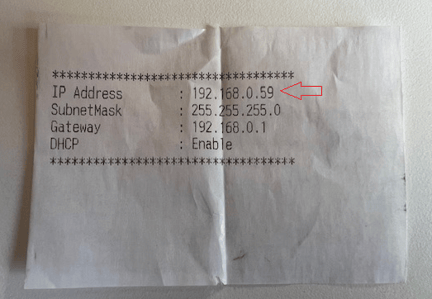 *******************************
IP Address : 192.168.0.59
SubnetMask : 255.255.255.0
Gateway : 192.168.0.1
DHCP : Enable
*******************************